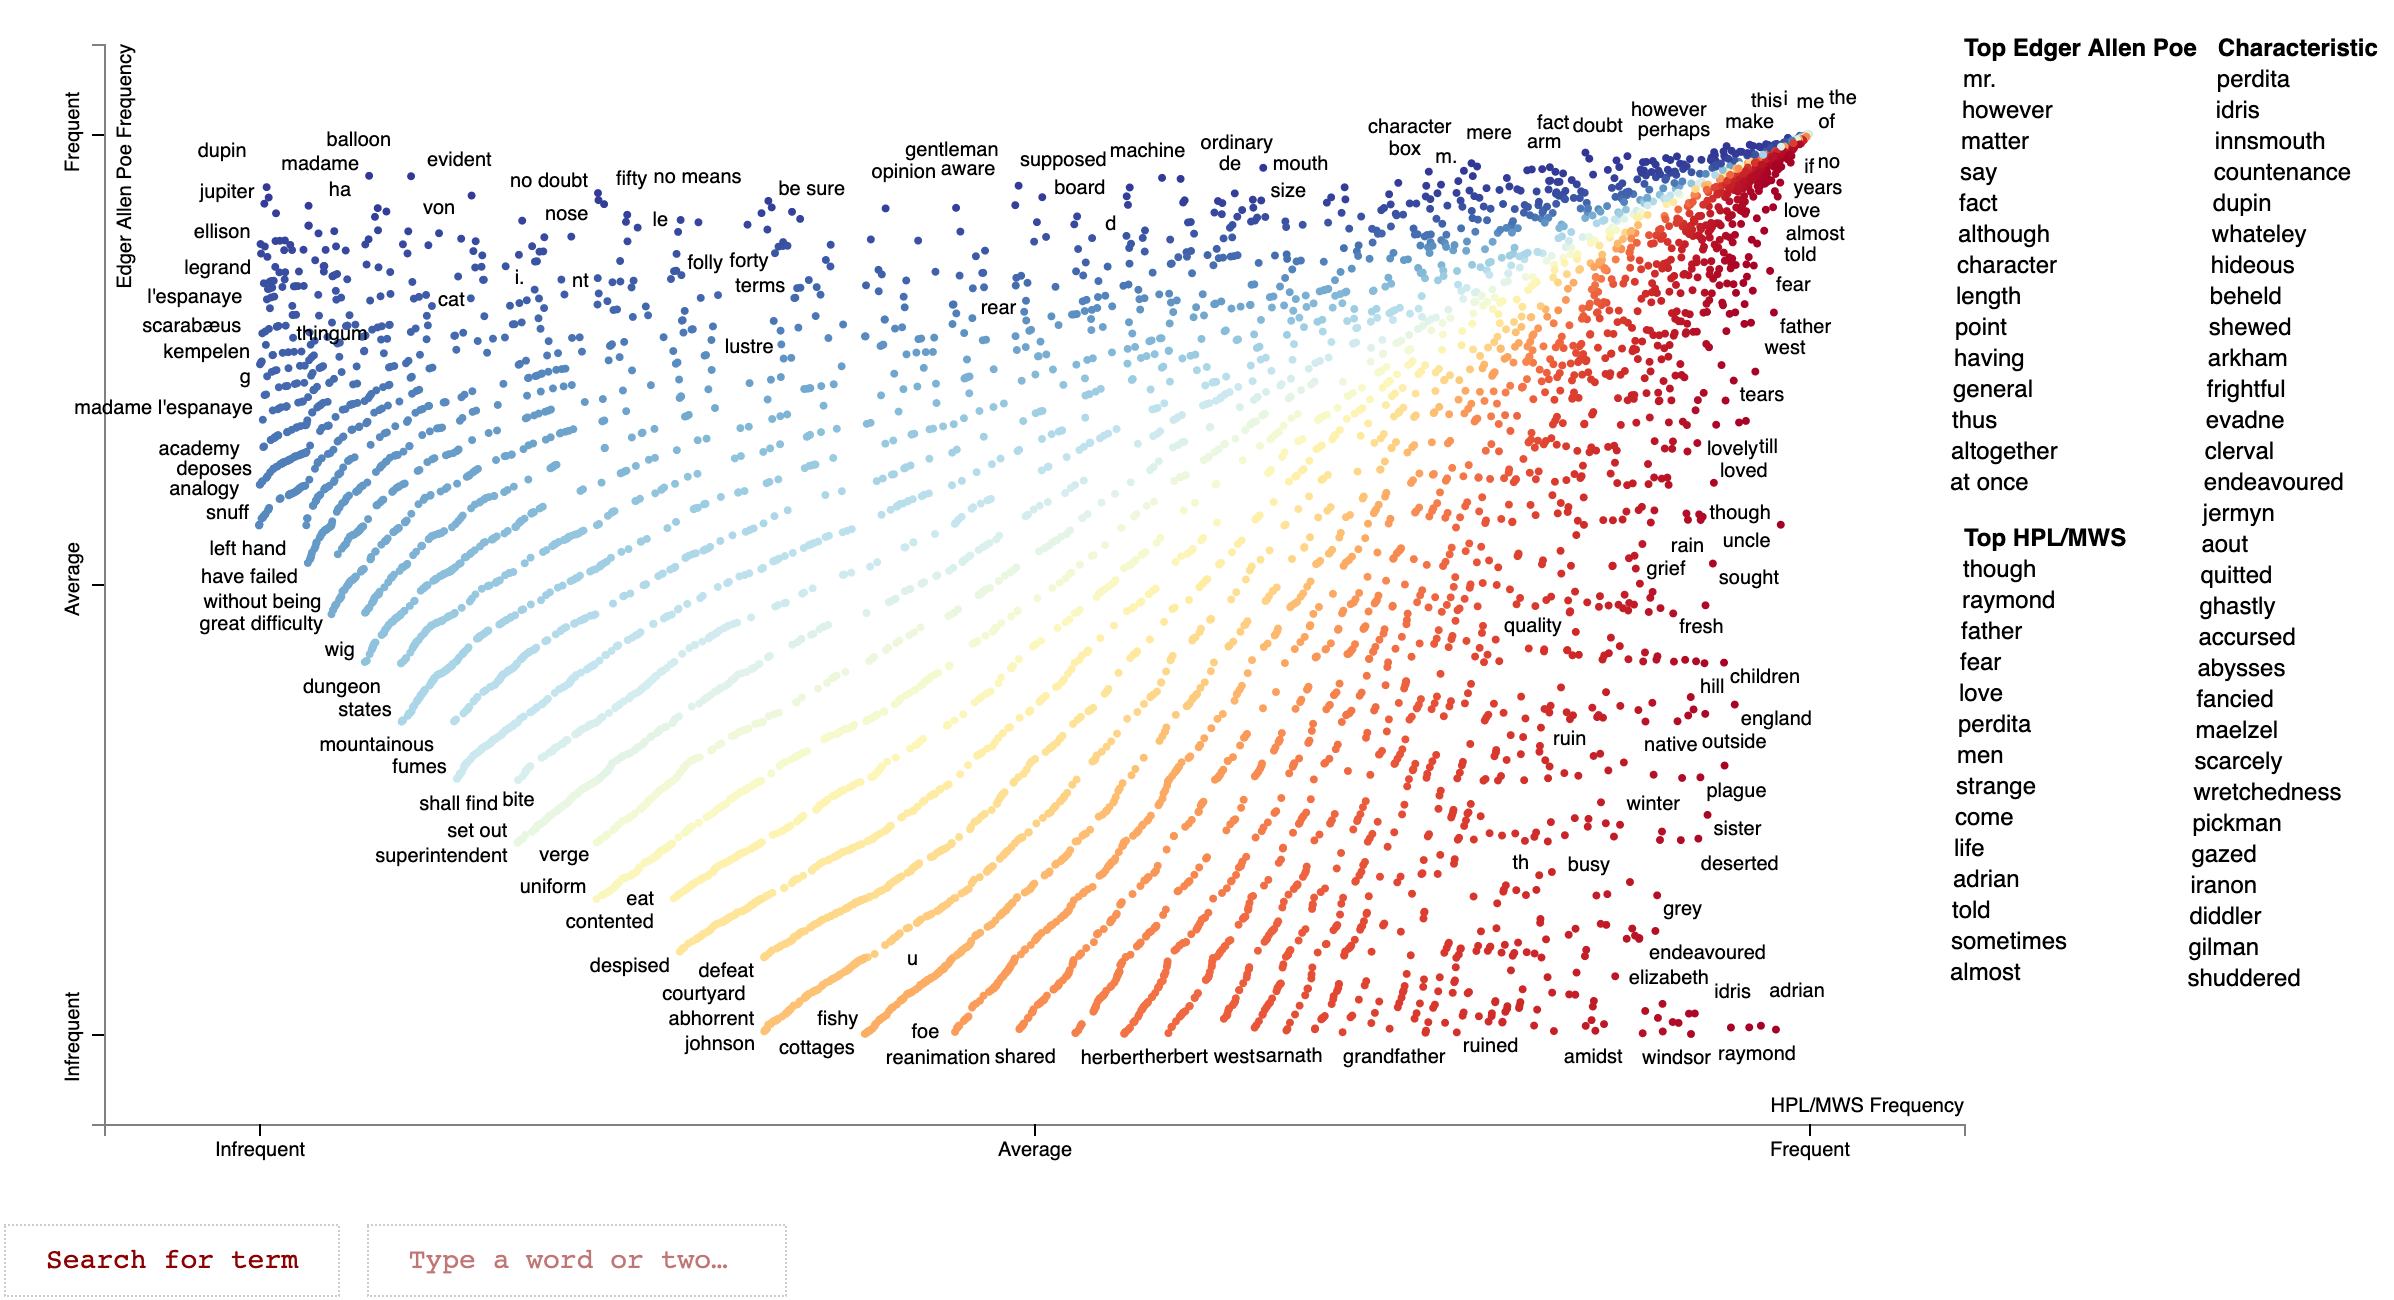 Edger Allen Poe Frequency
Frequent
Average
Infrequent
the
me
i
this
of
make
however
perhaps
doubt
fact
arm
mere
character
box
m.
ordinary
de
mouth
size
machine
supposed
board
d
gentleman
opinion aware
be sure
fifty no means
no doubt
nose
le
evident
von
balloon
madame
ha
dupin
jupiter
ellison
legrand
l'espanaye
scarabæus
thingum
kempelen
g
madame l'espanaye
academy
deposes
analogy
snuff
left hand
have failed
without being
great difficulty
wig
dungeon
states
mountainous
fumes
shall find
bite
set out
superintendent
verge
uniform
eat
contented
despised
defeat
courtyard
abhorrent
johnson
fishy
cottages
u
foe
reanimation
shared
herbert
herbert west
sarnath
grandfather
ruined
amidst
windsor
raymond
i.
nt
cat
folly forty
terms
lustre
rear
if no
years
love
almost
told
fear
father
west
tears
lovely
till
loved
though
uncle
rain
grief
sought
fresh
quality
children
hill
england
ruin
native
outside
plague
winter
sister
deserted
th
busy
grey
endeavoured
elizabeth
idris
adrian
HPL/MWS Frequency
Infrequent
Average
Frequent
Top Edger Allen Poe
mr.
however
matter
say
fact
although
character
length
point
having
general
thus
altogether
at once
Top HPL/MWS
though
raymond
father
fear
love
perdita
men
strange
come
life
adrian
told
sometimes
almost
Characteristic
perdita
idris
innsmouth
countenance
dupin
whateley
hideous
beheld
shewed
arkham
frightful
evadne
clerval
endeavoured
jermyn
aout
quitted
ghastly
accursed
abysses
fancied
maelzel
scarcely
wretchedness
pickman
gazed
iranon
diddler
gilman
shuddered
Search for term
Type a word or two…